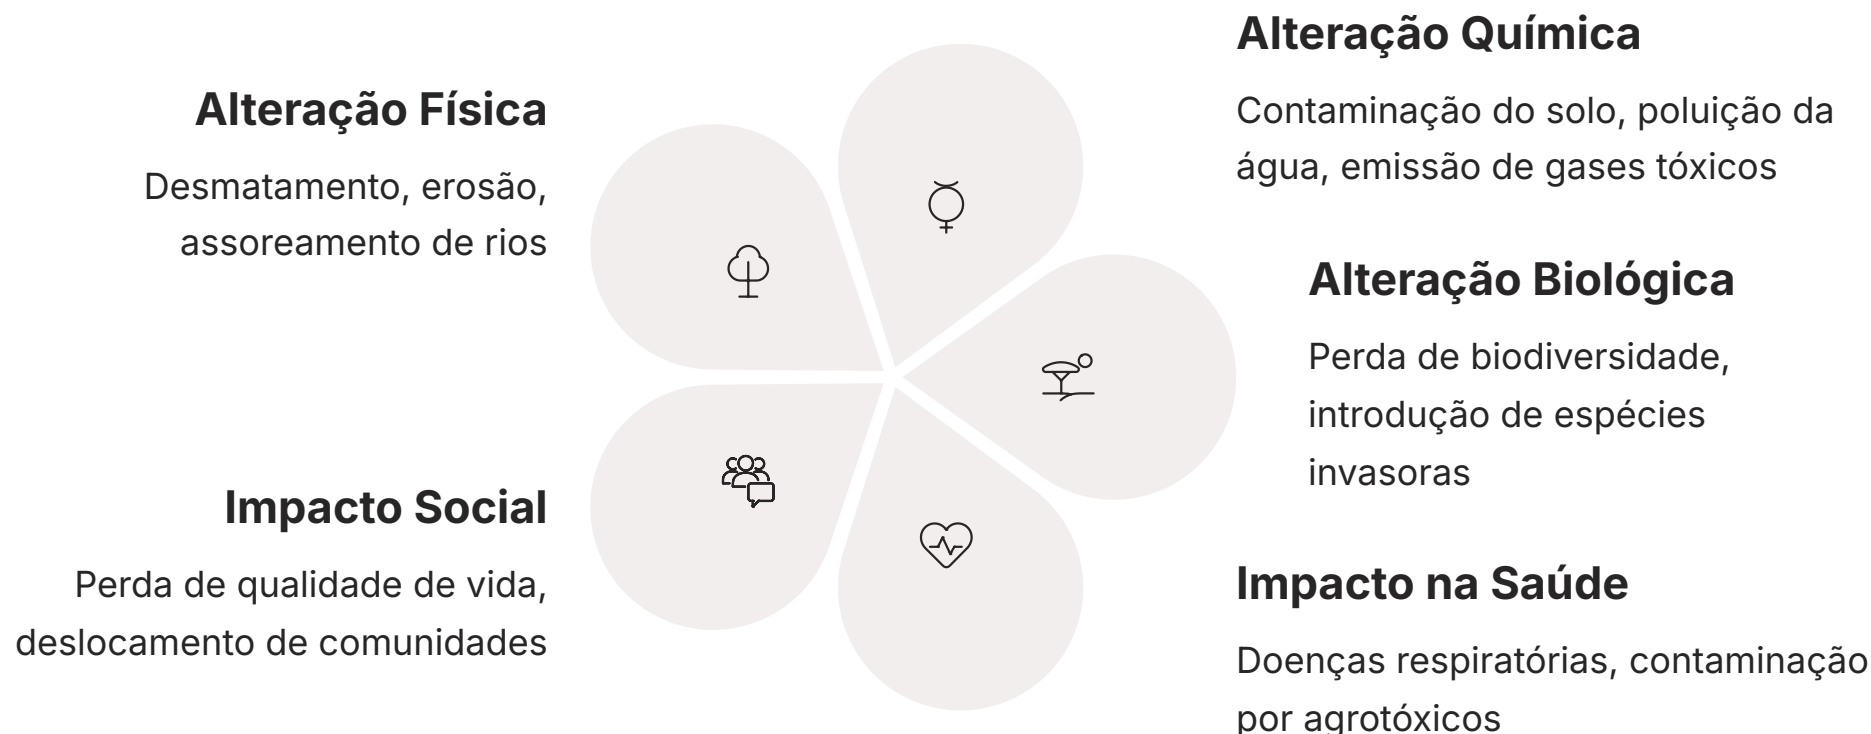 Alteração Física
Desmatamento, erosão,
assoreamento de rios
Impacto Social
Perda de qualidade de vida,
deslocamento de comunidades
Alteração Química
Contaminação do solo, poluição da
água, emissão de gases tóxicos
Alteração Biológica
Perda de biodiversidade,
introdução de espécies
invasoras
Impacto na Saúde
Doenças respiratórias, contaminação
por agrotóxicos